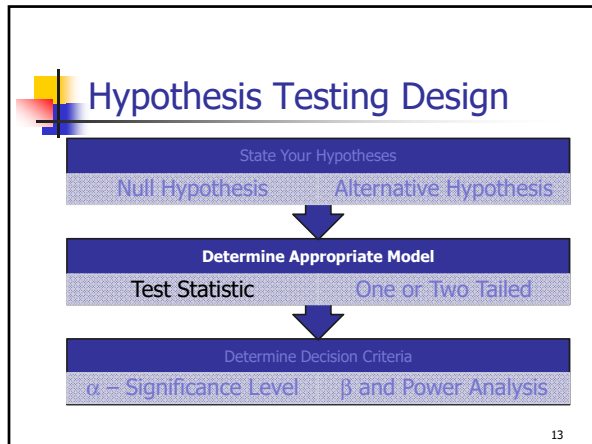 Hypothesis Testing Design
State Your Hypotheses
Null Hypothesis Alternative Hypothesis
Determine Appropriate Model
Test Statistic One or Two Tailed
Determine Decision Criteria
α – Significance Level β and Power Analysis
13